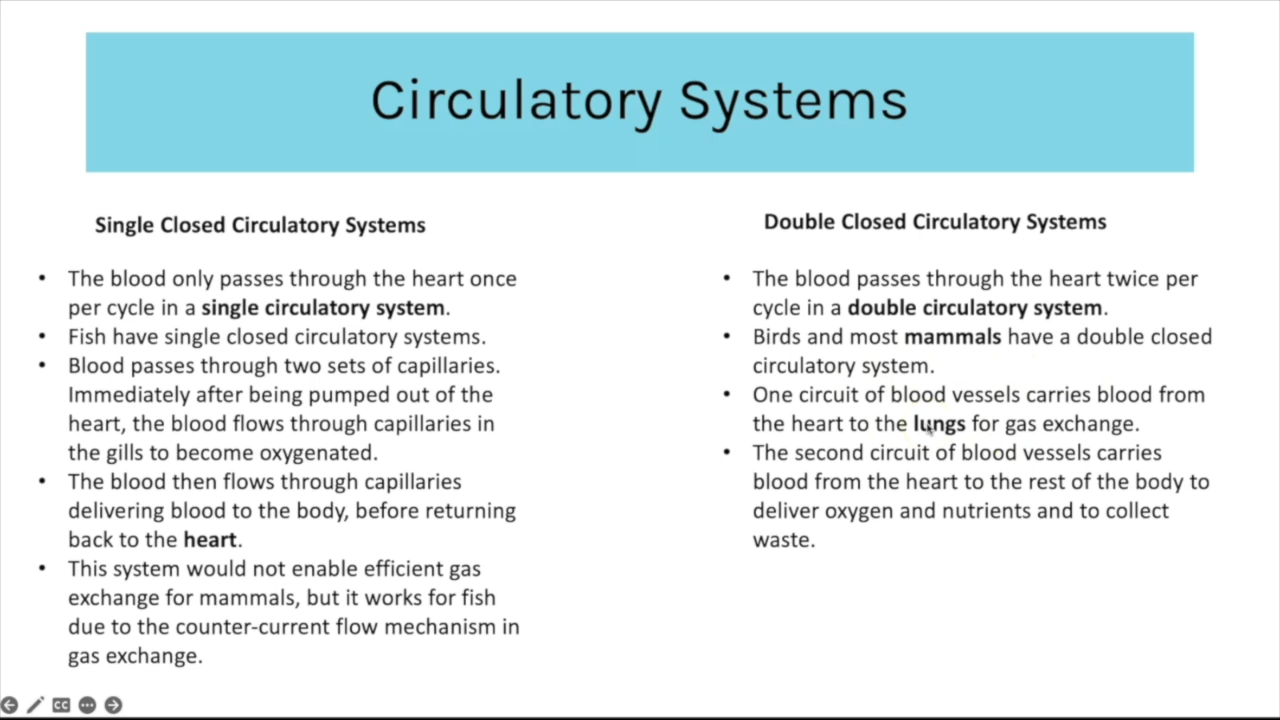 Circulatory Systems
Single Closed Circulatory Systems
• The blood only passes through the heart once
per cycle in a single circulatory system.
• Fish have single closed circulatory systems.
• Blood passes through two sets of capillaries.
Immediately after being pumped out of the
heart, the blood flows through capillaries in
the gills to become oxygenated.
• The blood then flows through capillaries
delivering blood to the body, before returning
back to the heart.
• This system would not enable efficient gas
exchange for mammals, but it works for fish
due to the counter-current flow mechanism in
gas exchange.
Double Closed Circulatory Systems
• The blood passes through the heart twice per
cycle in a double circulatory system.
• Birds and most mammals have a double closed
circulatory system.
• One circuit of blood vessels carries blood from
the heart to the lungs for gas exchange.
• The second circuit of blood vessels carries
blood from the heart to the rest of the body to
deliver oxygen and nutrients and to collect
waste.
CC